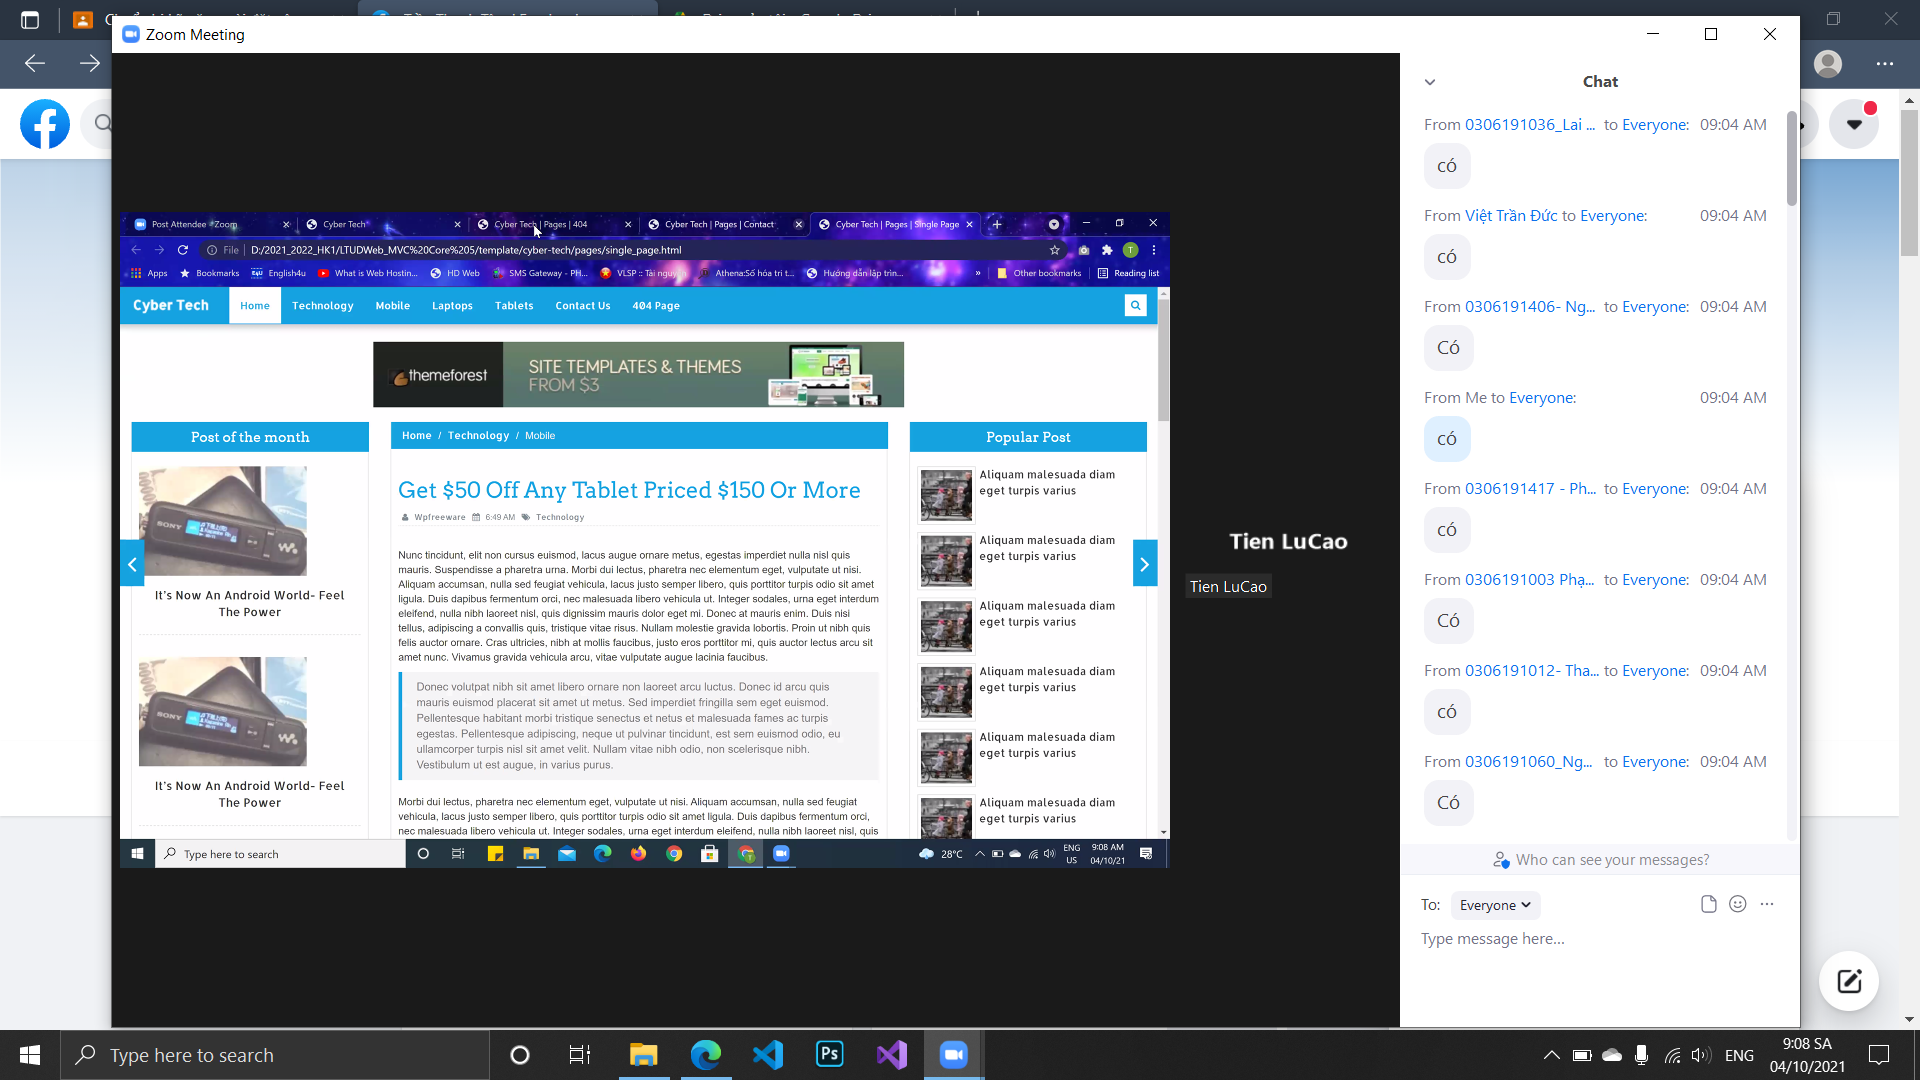 Zoom Meeting
Post Attendee - Zoom
Cyber Tech
Cyber Tech | Pages | 404
Cyber Tech | Pages | Contact
Cyber Tech | Pages | Single Page
File
D:/2021_2022_HK1/LTUDWeb_MVC%20Core%205/template/cyber-tech/pages/single_page.html
T
Apps
Bookmarks
English4u
What is Web Hostin...
HD Web
SMS Gateway - PH...
VLSP :: Tài nguyên
Athena:Số hóa tri t...
Hướng dẫn lập trìn...
»
Other bookmarks
Reading list
Cyber Tech
Home
Technology
Mobile
Laptops
Tablets
Contact Us
404 Page
themeforest
SITE TEMPLATES & THEMES
FROM $3
Post of the month
It's Now An Android World- Feel
The Power
It's Now An Android World- Feel
The Power
Home / Technology / Mobile
Get $50 Off Any Tablet Priced $150 Or More
Wpfreeware 6:49 AM Technology
Nunc tincidunt, elit non cursus euismod, lacus augue ornare metus, egestas imperdiet nulla nisl quis
mauris. Suspendisse a pharetra urna. Morbi dui lectus, pharetra nec elementum eget, vulputate ut nisi.
Aliquam accumsan, nulla sed feugiat vehicula, lacus justo semper libero, quis porttitor turpis odio sit amet
ligula. Duis dapibus fermentum orci, nec malesuada libero vehicula ut. Integer sodales, urna eget interdum
eleifend, nulla nibh laoreet nisl, quis dignissim mauris dolor eget mi. Donec at mauris enim. Duis nisi
tellus, adipiscing a convallis quis, tristique vitae risus. Nullam molestie gravida lobortis. Proin ut nibh quis
felis auctor ornare. Cras ultricies, nibh at mollis faucibus, justo eros porttitor mi, quis auctor lectus arcu sit
amet nunc. Vivamus gravida vehicula arcu, vitae vulputate augue lacinia faucibus.
Donec volutpat nibh sit amet libero ornare non laoreet arcu luctus. Donec id arcu quis
mauris euismod placerat sit amet ut metus. Sed imperdiet fringilla sem eget euismod.
Pellentesque habitant morbi tristique senectus et netus et malesuada fames ac turpis
egestas. Pellentesque adipiscing, neque ut pulvinar tincidunt, est sem euismod odio, eu
ullamcorper turpis nisl sit amet velit. Nullam vitae nibh odio, non scelerisque nibh.
Vestibulum ut est augue, in varius purus.
Morbi dui lectus, pharetra nec elementum eget, vulputate ut nisi. Aliquam accumsan, nulla sed feugiat
vehicula, lacus justo semper libero, quis porttitor turpis odio sit amet ligula. Duis dapibus fermentum orci,
nec malesuada libero vehicula ut. Integer sodales, urna eget interdum eleifend, nulla nibh laoreet nisl, quis
Popular Post
Aliquam malesuada diam
eget turpis varius
Aliquam malesuada diam
eget turpis varius
Aliquam malesuada diam
eget turpis varius
Aliquam malesuada diam
eget turpis varius
Aliquam malesuada diam
eget turpis varius
Aliquam malesuada diam
eget turpis varius
Type here to search
28°C
ENG
US
9:08 AM
04/10/21
Tien LuCao
Tien LuCao
Chat
From 0306191036_Lai ... to Everyone: 09:04 AM
có
From Việt Trần Đức to Everyone: 09:04 AM
có
From 0306191406- Ng... to Everyone: 09:04 AM
Có
From Me to Everyone: 09:04 AM
có
From 0306191417 - Ph... to Everyone: 09:04 AM
có
From 0306191003 Phạ... to Everyone: 09:04 AM
Có
From 0306191012- Tha... to Everyone: 09:04 AM
có
From 0306191060_Ng... to Everyone: 09:04 AM
Có
Who can see your messages?
To: Everyone
Type message here...
Type here to search
Ps
ENG
9:08 SA
04/10/2021